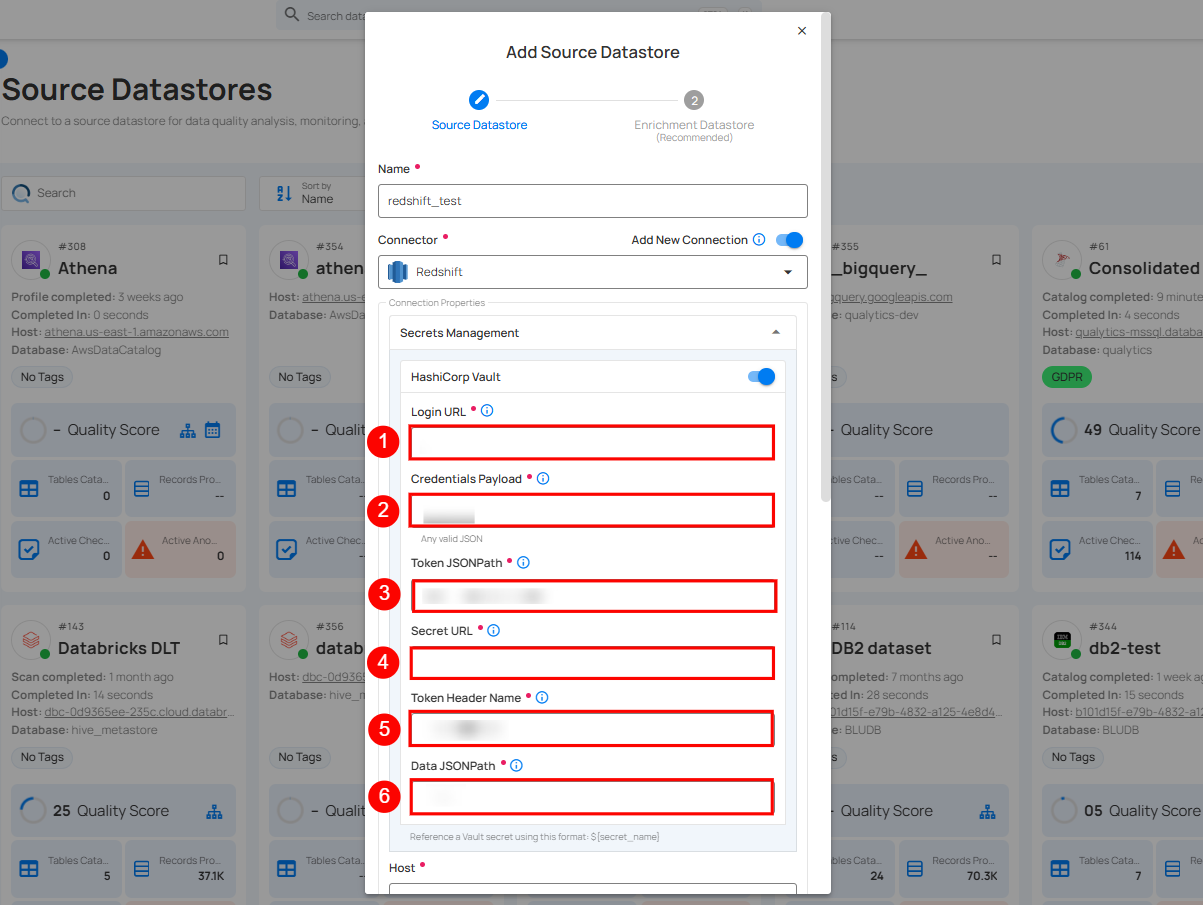 Search data
Source Datastores
Connect to a source datastore for data quality analysis, monitoring,
Search
Sort by
Name
#308
Athena
Profile completed: 3 weeks ago
Completed In: 0 seconds
Host: athena.us-east-1.amazonaws.com
Database: AwsDataCatalog
No Tags
– Quality Score
Tables Cata...
0
Records Pro...
--
Active Chec...
0
Active Ano...
0
#354
athen
Host: athena.us-e
Database: AwsDa
No Tags
– Quali
Tables Cata
Active Chec
#143
Databricks DLT
Scan completed: 1 month ago
Completed In: 14 seconds
Host: dbc-0d9365ee-235c.cloud.databr...
Database: hive_metastore
No Tags
25 Quality Score
Tables Cata...
5
Records Pro...
37.1K
#356
datab
Host: dbc-0d9365
Database: hive_m
No Tags
– Quali
Tables Cata
Add Source Datastore
Source Datastore
2
Enrichment Datastore
(Recommended)
Name
redshift_test
Connector
Add New Connection
Redshift
Connection Properties
Secrets Management
HashiCorp Vault
Login URL
1
Credentials Payload
2
Any valid JSON
Token JSONPath
3
Secret URL
4
Token Header Name
5
Data JSONPath
6
Reference a Vault secret using this format: ${secret_name}
Host
#355
_bigquery_
query.googleapis.com
e: qualytics-dev
s
Quality Score
bles Cata...
--
Records Pro...
--
ctive Chec...
--
Active Ano...
--
#61
Consolidated
Catalog completed: 9 minute
Completed In: 4 seconds
Host: qualytics-mssql.databa
Database: qualytics
GDPR
49 Quality Score
Tables Cata...
7
Re
Active Chec...
114
Ac
#114
DB2 dataset
ompleted: 7 months ago
ed In: 28 seconds
01d15f-e79b-4832-a125-4e8d4...
e: BLUDB
s
Quality Score
bles Cata...
24
Records Pro...
70.3K
#344
db2-test
Catalog completed: 1 week ag
Completed In: 15 seconds
Host: b101d15f-e79b-4832-a12
Database: BLUDB
No Tags
05 Quality Score
Tables Cata...
7
Re